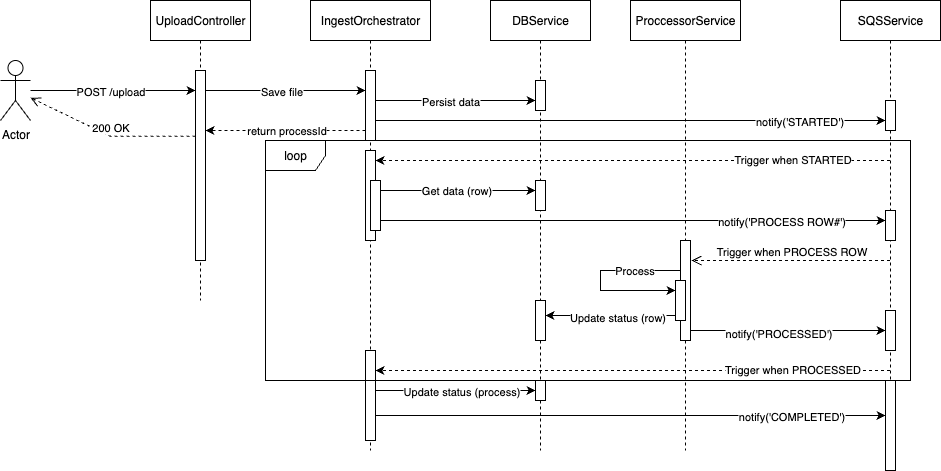 UploadController
IngestOrchestrator
DBService
ProccessorService
SQSService
POST /upload
Save file
Persist data
notify('STARTED')
200 OK
return processId
Actor
loop
Trigger when STARTED
Get data (row)
notify('PROCESS ROW#')
Trigger when PROCESS ROW
Process
Update status (row)
notify('PROCESSED')
Trigger when PROCESSED
Update status (process)
notify('COMPLETED')